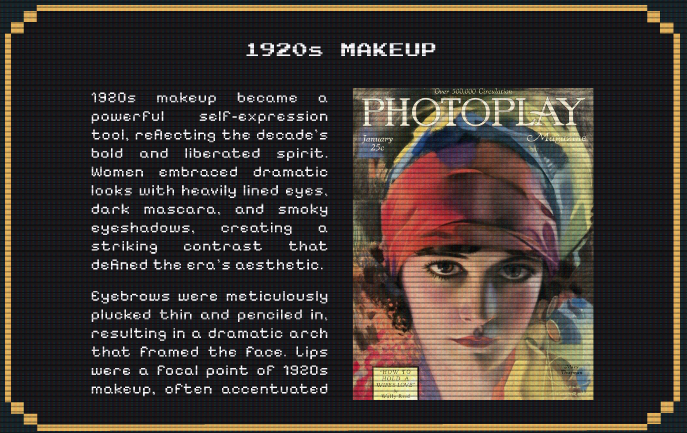 1920s MAKEUP
1920s makeup became a
powerful self-expression
tool, reflecting the decade's
bold and liberated spirit.
Women embraced dramatic
looks with heavily lined eyes,
dark mascara, and smoky
eyeshadows, creating a
striking contrast that
defined the era's aesthetic.
Eyebrows were meticulously
plucked thin and penciled in,
resulting in a dramatic arch
that framed the face. Lips
were a focal point of 1920s
makeup, often accentuated
Over 500,000 Circulation
PHOTOPLAY
January
Magazine
25c
HOW TO